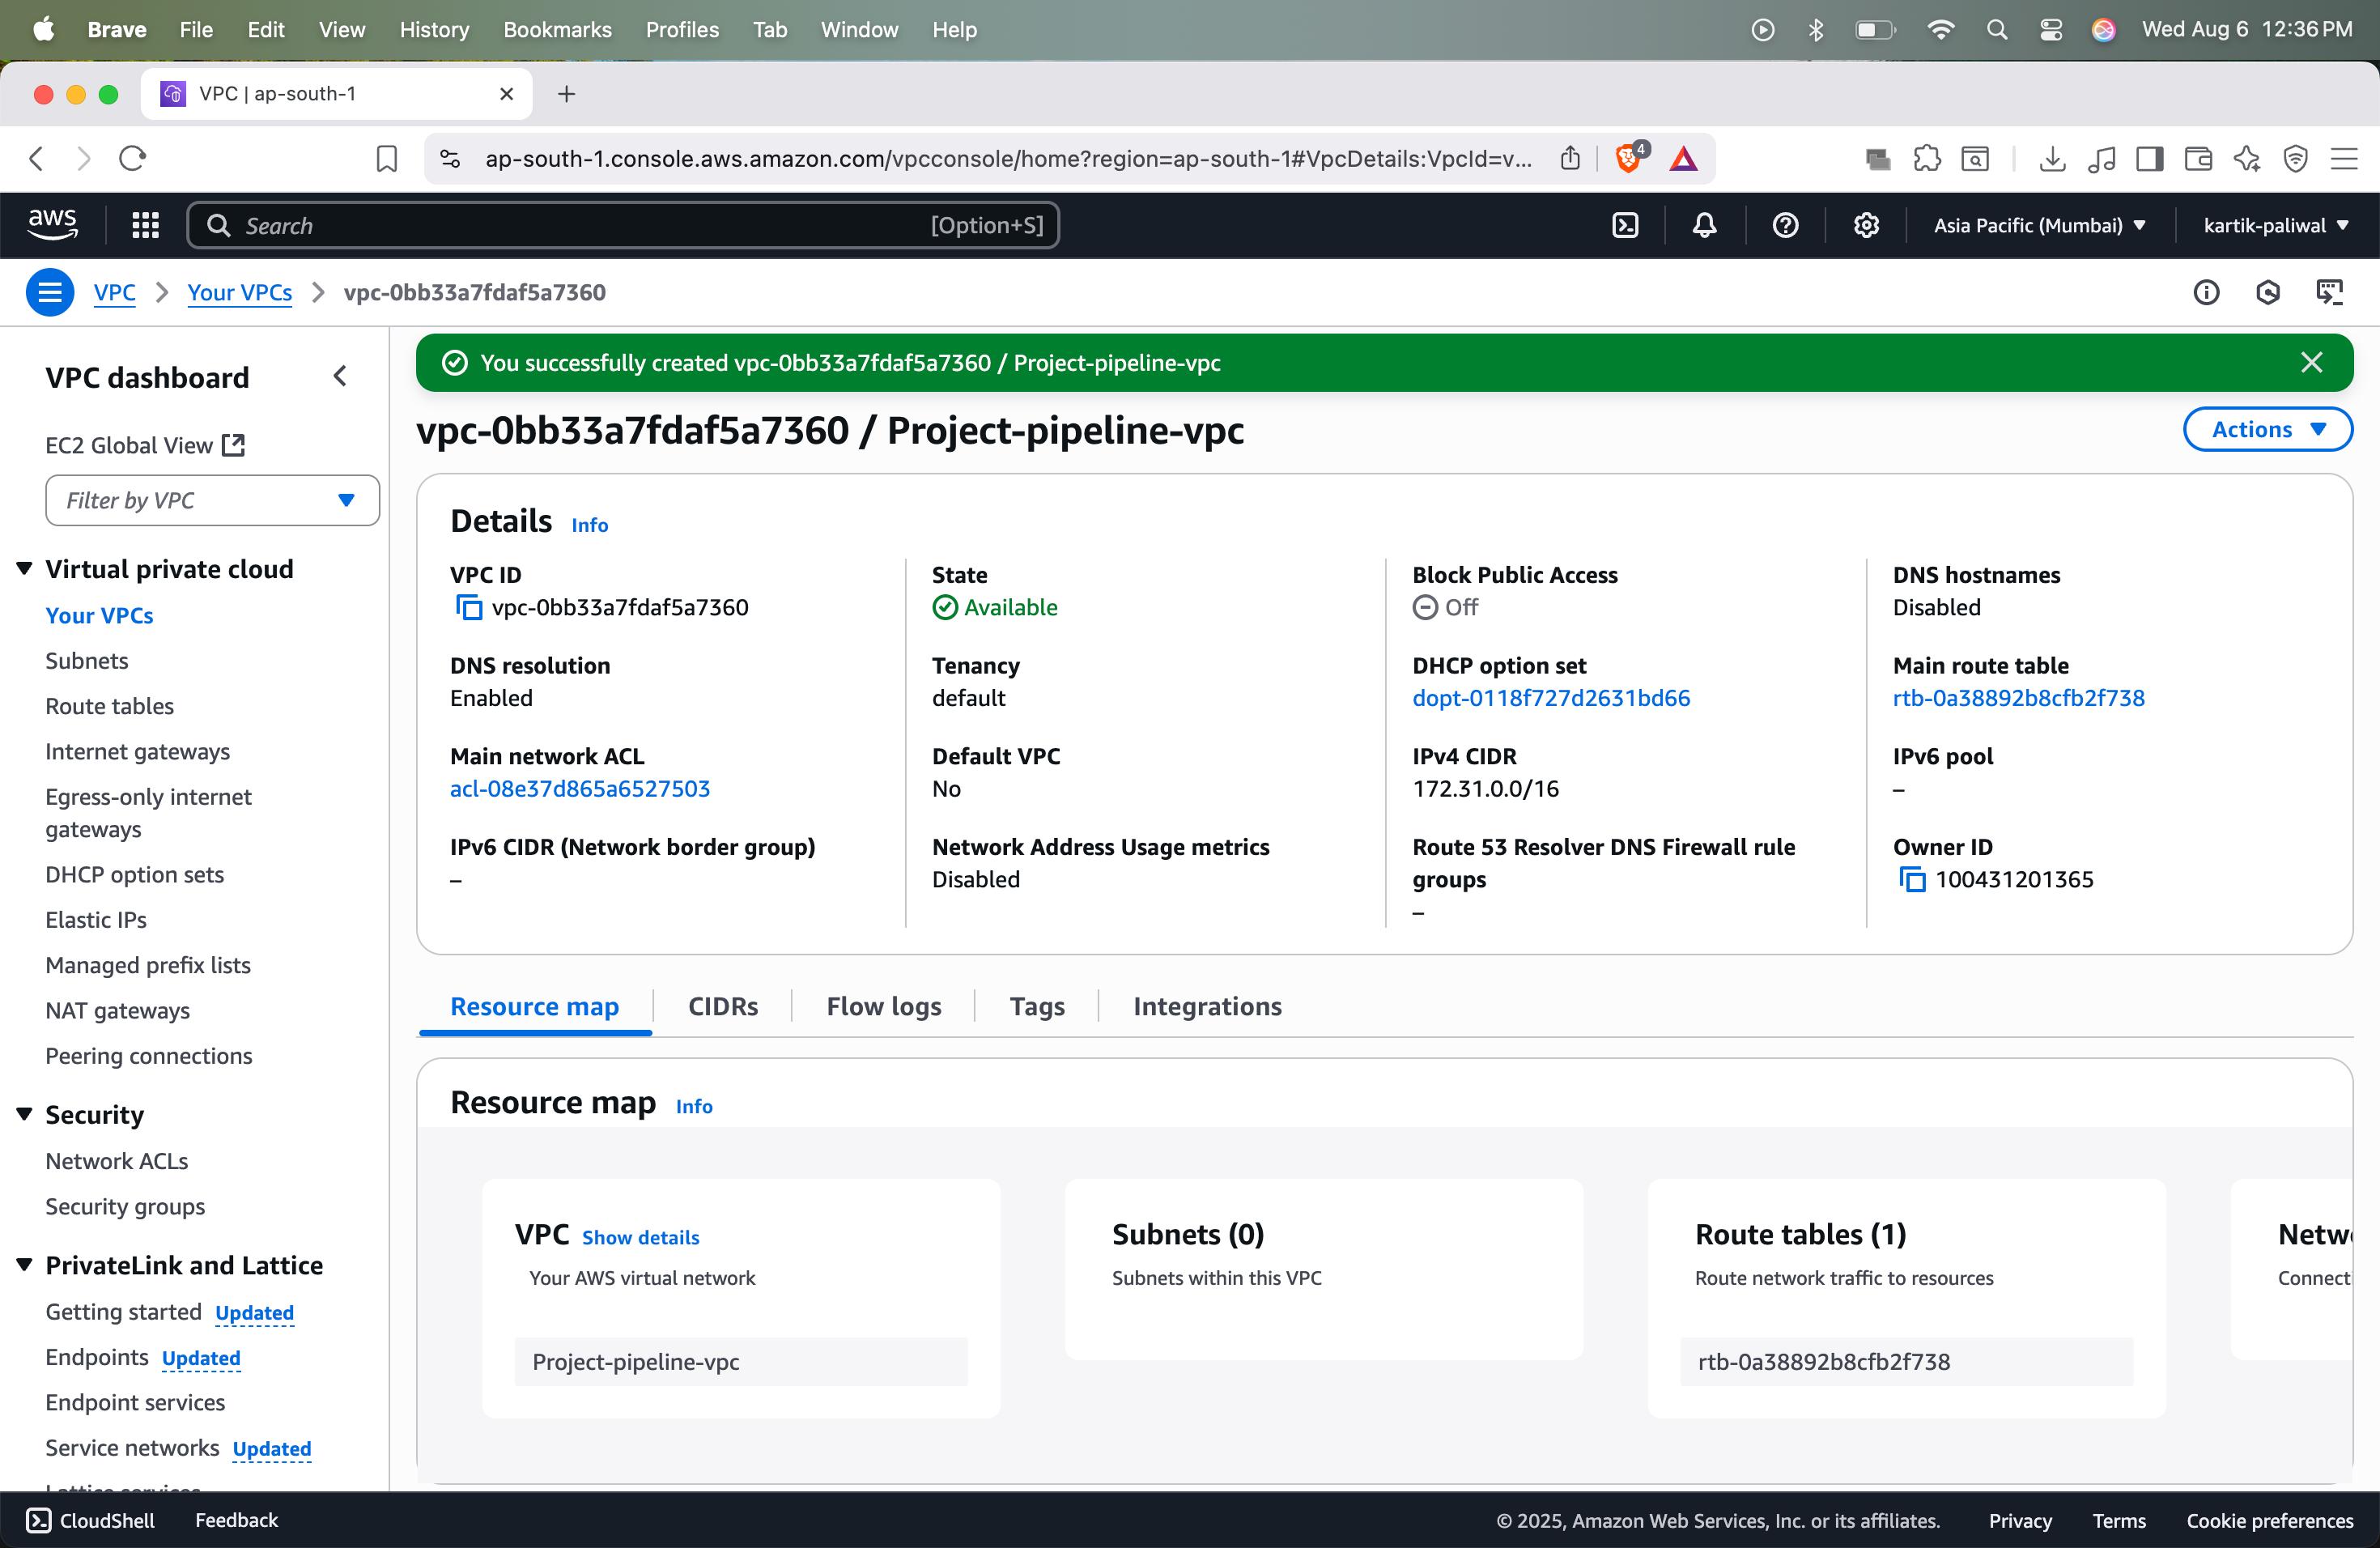 Brave File Edit View History Bookmarks Profiles Tab Window Help Wed Aug 6 12:36 PM
VPC | ap-south-1
ap-south-1.console.aws.amazon.com/vpcconsole/home?region=ap-south-1#VpcDetails:VpcId=v... 4
aws Search [Option+S] Asia Pacific (Mumbai) kartik-paliwal
VPC Your VPCs vpc-0bb33a7fdaf5a7360
VPC dashboard
EC2 Global View
Filter by VPC
Virtual private cloud
Your VPCs
Subnets
Route tables
Internet gateways
Egress-only internet
gateways
DHCP option sets
Elastic IPs
Managed prefix lists
NAT gateways
Peering connections
Security
Network ACLs
Security groups
PrivateLink and Lattice
Getting started Updated
Endpoints Updated
Endpoint services
Service networks Updated
Lattice services
You successfully created vpc-0bb33a7fdaf5a7360 / Project-pipeline-vpc
vpc-0bb33a7fdaf5a7360 / Project-pipeline-vpc
Actions
Details Info
VPC ID
vpc-0bb33a7fdaf5a7360
State
Available
Block Public Access
Off
DNS hostnames
Disabled
DNS resolution
Enabled
Tenancy
default
DHCP option set
dopt-0118f727d2631bd66
Main route table
rtb-0a38892b8cfb2f738
Main network ACL
acl-08e37d865a6527503
Default VPC
No
IPv4 CIDR
172.31.0.0/16
IPv6 pool
–
IPv6 CIDR (Network border group)
–
Network Address Usage metrics
Disabled
Route 53 Resolver DNS Firewall rule
groups
–
Owner ID
100431201365
Resource map CIDRs Flow logs Tags Integrations
Resource map Info
VPC Show details
Your AWS virtual network
Project-pipeline-vpc
Subnets (0)
Subnets within this VPC
Route tables (1)
Route network traffic to resources
rtb-0a38892b8cfb2f738
Netw
Connecti
CloudShell Feedback © 2025, Amazon Web Services, Inc. or its affiliates. Privacy Terms Cookie preferences